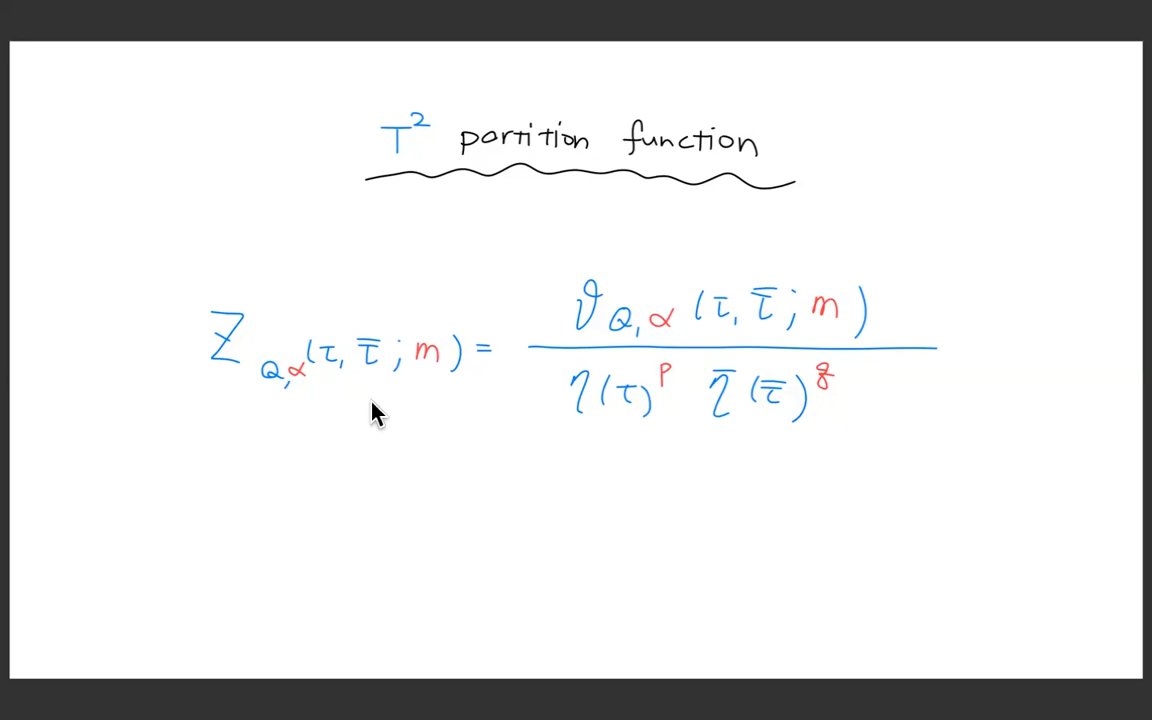 T² partition function
Z_{Q,α}(τ, τ̄; m) = ϑ_{Q,α}(τ, τ̄; m) / η(τ)^p η̄(τ̄)^q